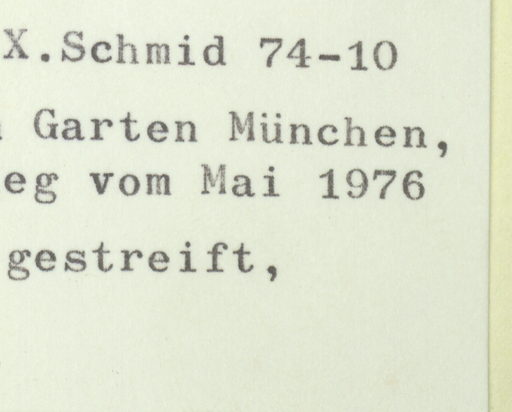 X.Schmid 74-10
Garten München,
eg vom Mai 1976
gestreift,